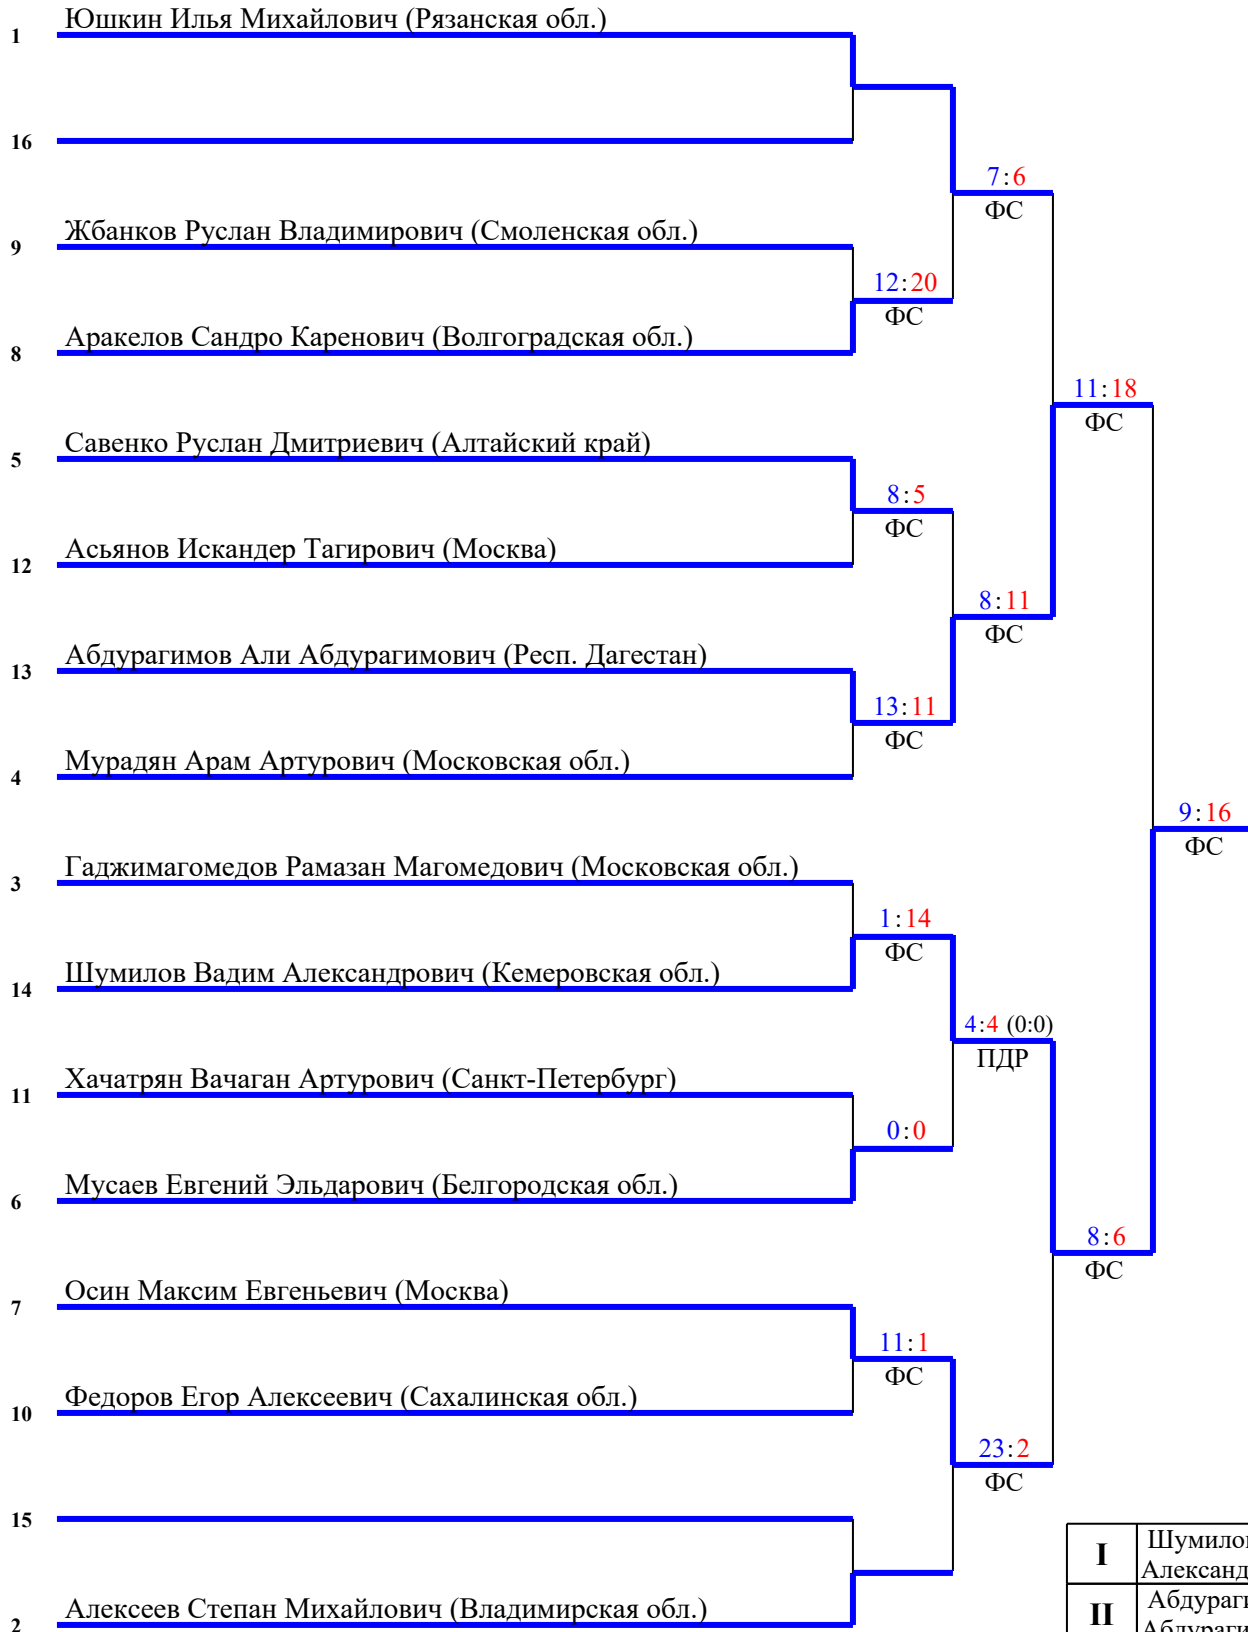 Юшкин Илья Михайлович (Рязанская обл.)
1
16
7:6
ФС
Жбанков Руслан Владимирович (Смоленская обл.)
9
12:20
ФС
Аракелов Сандро Каренович (Волгоградская обл.)
8
11:18
ФС
Савенко Руслан Дмитриевич (Алтайский край)
5
8:5
ФС
Асьянов Искандер Тагирович (Москва)
12
8:11
ФС
Абдурагимов Али Абдурагимович (Респ. Дагестан)
13
13:11
ФС
Мурадян Арам Артурович (Московская обл.)
4
9:16
ФС
Гаджимагомедов Рамазан Магомедович (Московская обл.)
3
1:14
ФС
Шумилов Вадим Александрович (Кемеровская обл.)
14
4:4 (0:0)
ПДР
Хачатрян Вачаган Артурович (Санкт-Петербург)
11
0:0
Мусаев Евгений Эльдарович (Белгородская обл.)
6
8:6
ФС
Осин Максим Евгеньевич (Москва)
7
11:1
ФС
Федоров Егор Алексеевич (Сахалинская обл.)
10
23:2
ФС
15
I
Алексеев Степан Михайлович (Владимирская обл.)
2
II